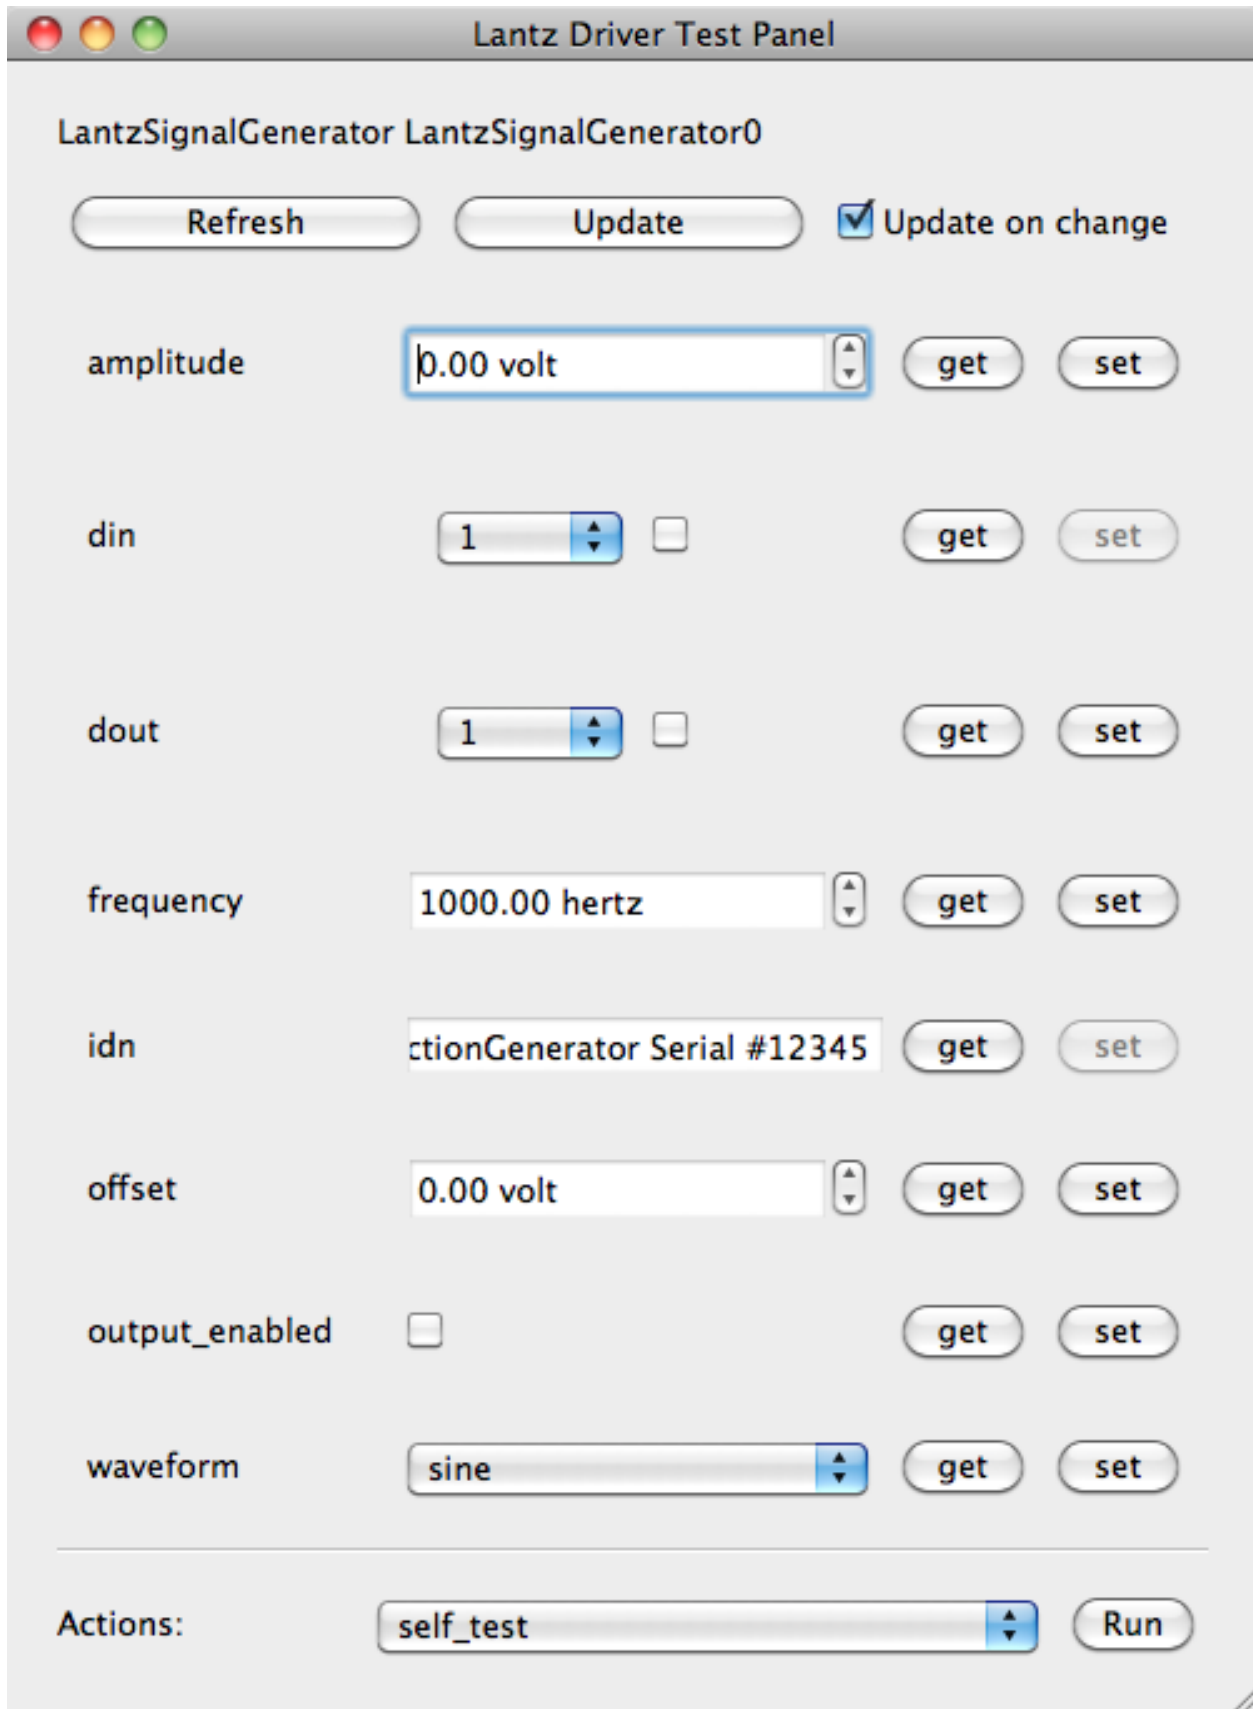 Lantz Driver Test Panel
LantzSignalGenerator LantzSignalGenerator0
Refresh Update Update on change
amplitude 0.00 volt get set
din 1 get set
dout 1 get set
frequency 1000.00 hertz get set
idn ctionGenerator Serial #12345 get set
offset 0.00 volt get set
output_enabled get set
waveform sine get set
Actions: self_test Run